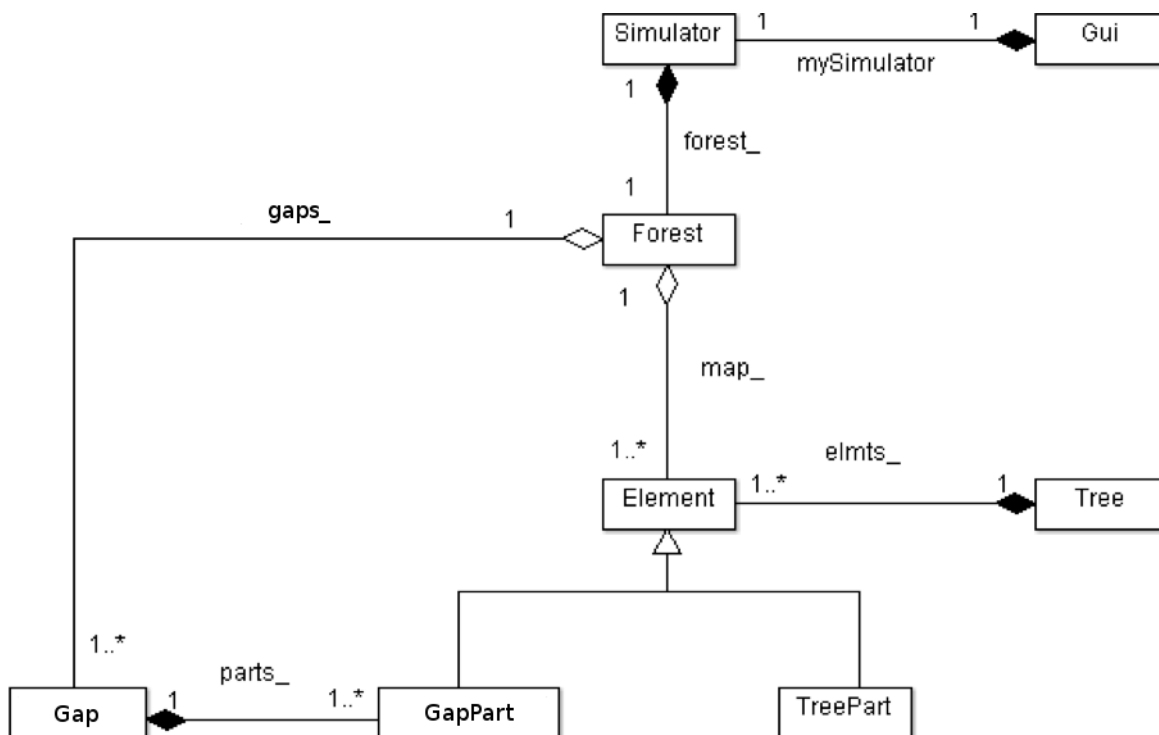 Simulator
1
1
Gui
mySimulator
1
forest_
1
gaps_
1
Forest
1
map_
1..*
elmts_
Element
1..*
1
Tree
1..*
parts_
Gap
1
1..*
GapPart
TreePart